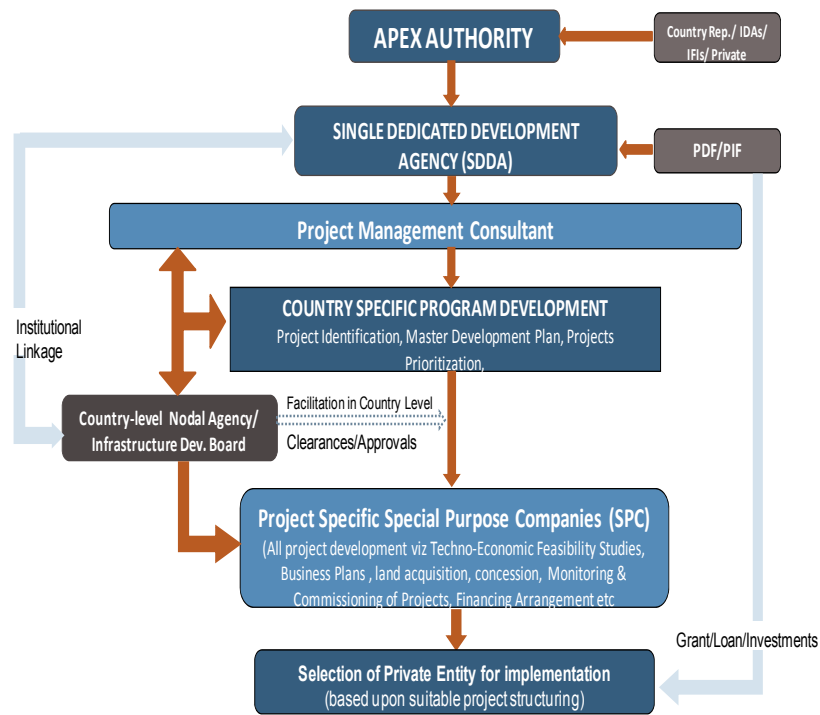 APEX AUTHORITY
Country Rep./ IDAs/
IFIs/ Private
SINGLE DEDICATED DEVELOPMENT
AGENCY (SDDA)
PDF/PIF
Project Management Consultant
COUNTRY SPECIFIC PROGRAM DEVELOPMENT
Project Identification, Master Development Plan, Projects
Prioritization,
Institutional
Linkage
Country-level Nodal Agency/
Infrastructure Dev. Board
Facilitation in Country Level
Clearances/Approvals
Project Specific Special Purpose Companies (SPC)
(All project development viz Techno-Economic Feasibility Studies,
Business Plans , land acquisition, concession, Monitoring &
Commissioning of Projects, Financing Arrangement etc
Grant/Loan/Investments
Selection of Private Entity for implementation
(based upon suitable project structuring)